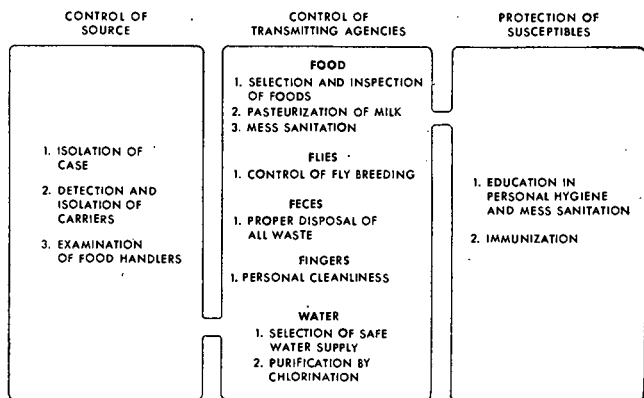 CONTROL OF
SOURCE
1. ISOLATION OF
CASE
2. DETECTION AND
ISOLATION OF
CARRIERS
3. EXAMINATION
OF FOOD HANDLERS
CONTROL OF
TRANSMITTING AGENCIES
FOOD
1. SELECTION AND INSPECTION
OF FOODS
2. PASTEURIZATION OF MILK
3. MESS SANITATION
FLIES
1. CONTROL OF FLY BREEDING
FECES
1. PROPER DISPOSAL OF
ALL WASTE
FINGERS
1. PERSONAL CLEANLINESS
WATER
1. SELECTION OF SAFE
WATER SUPPLY
2. PURIFICATION BY
CHLORINATION
PROTECTION OF
SUSCEPTIBLES
1. EDUCATION IN
PERSONAL HYGIENE
AND MESS SANITATION
2. IMMUNIZATION